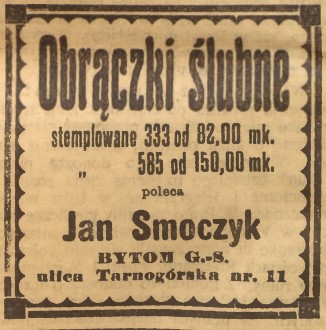 Obrączki ślubne
stemplowane 333 od 82,00 mk.
„ 585 od 150,00 mk.
poleca
Jan Smoczyk
BYTOM G.-S.
ulica Tarnogórska nr. 11